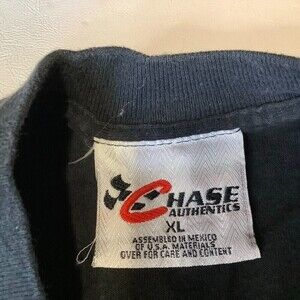 CHASE
AUTHENTICS
XL
ASSEMBLED IN MEXICO
OF U.S.A. MATERIALS
OVER FOR CARE AND CONTENT